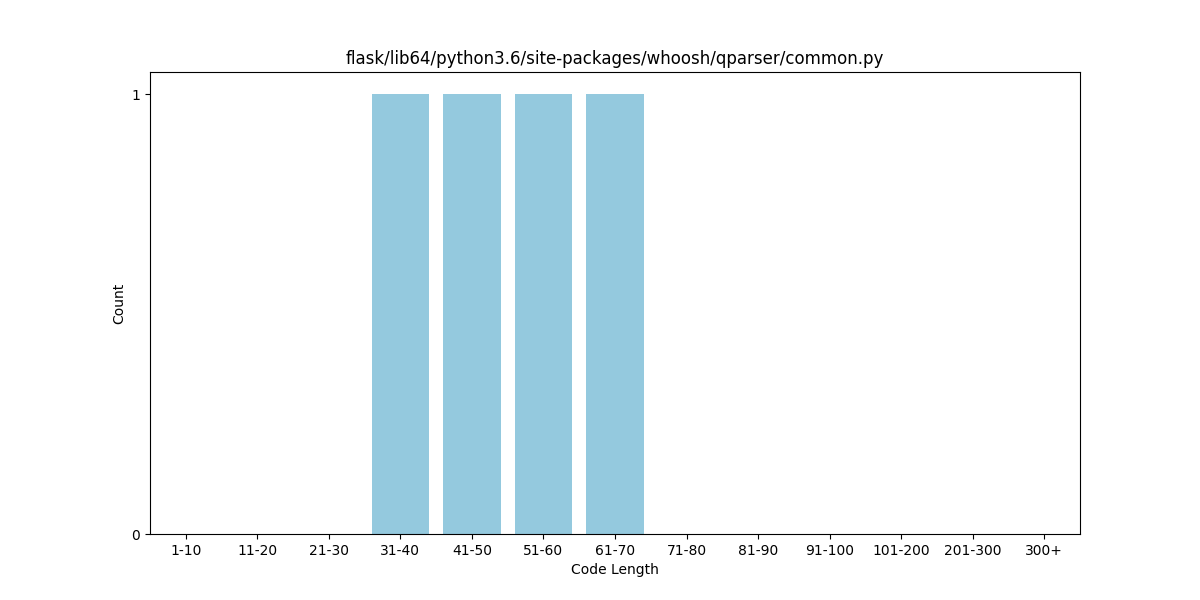 flask/lib64/python3.6/site-packages/whoosh/qparser/common.py
1
Count
0
1-10 11-20 21-30 31-40 41-50 51-60 61-70 71-80 81-90 91-100 101-200 201-300 300+
Code Length